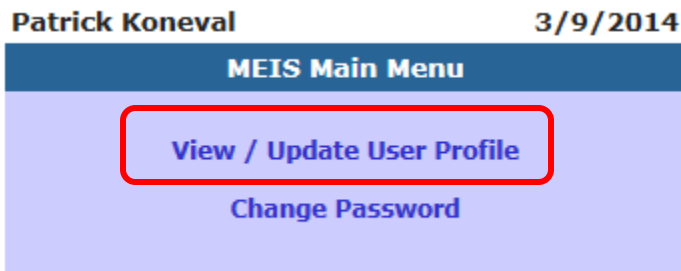 Patrick Koneval 3/9/2014
MEIS Main Menu
View / Update User Profile
Change Password